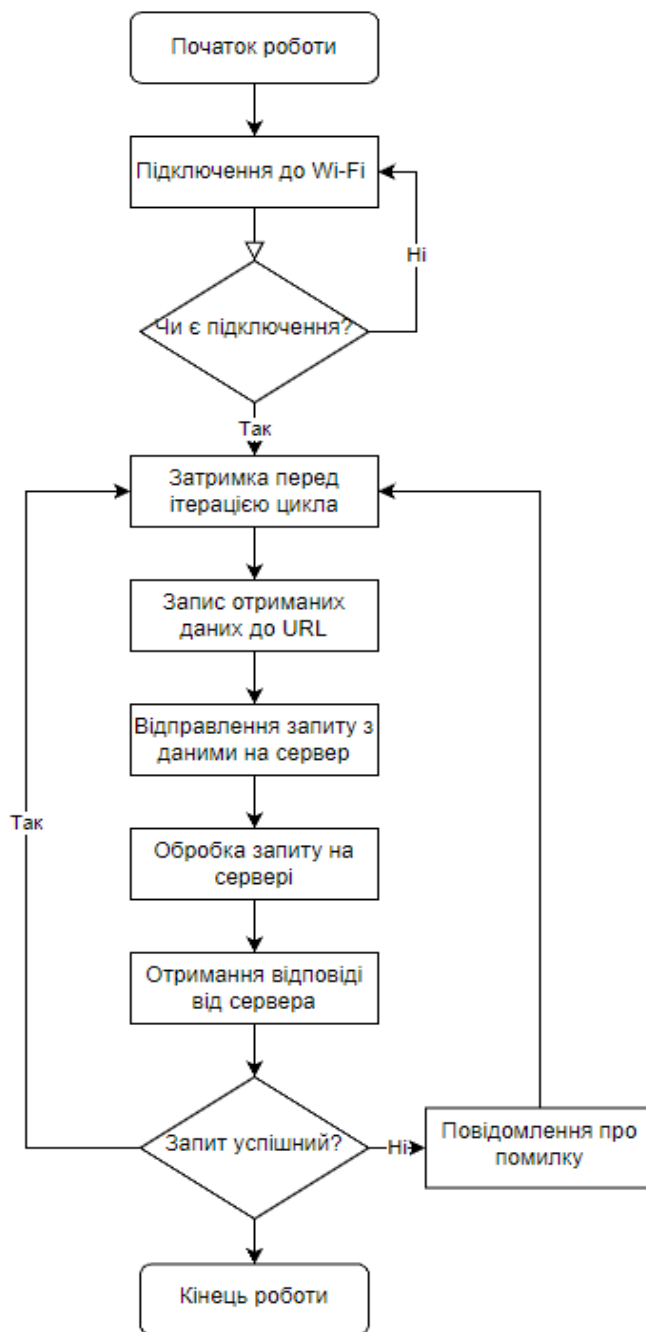 Початок роботи
Підключення до Wi-Fi
Ні
Чи є підключення?
Так
Затримка перед
ітерацією цикла
Запис отриманих
даних до URL
Відправлення запиту з
даними на сервер
Так
Обробка запиту на
сервері
Отримання відповіді
від сервера
Запит успішний?
Ні
Повідомлення про
помилку
Кінець роботи